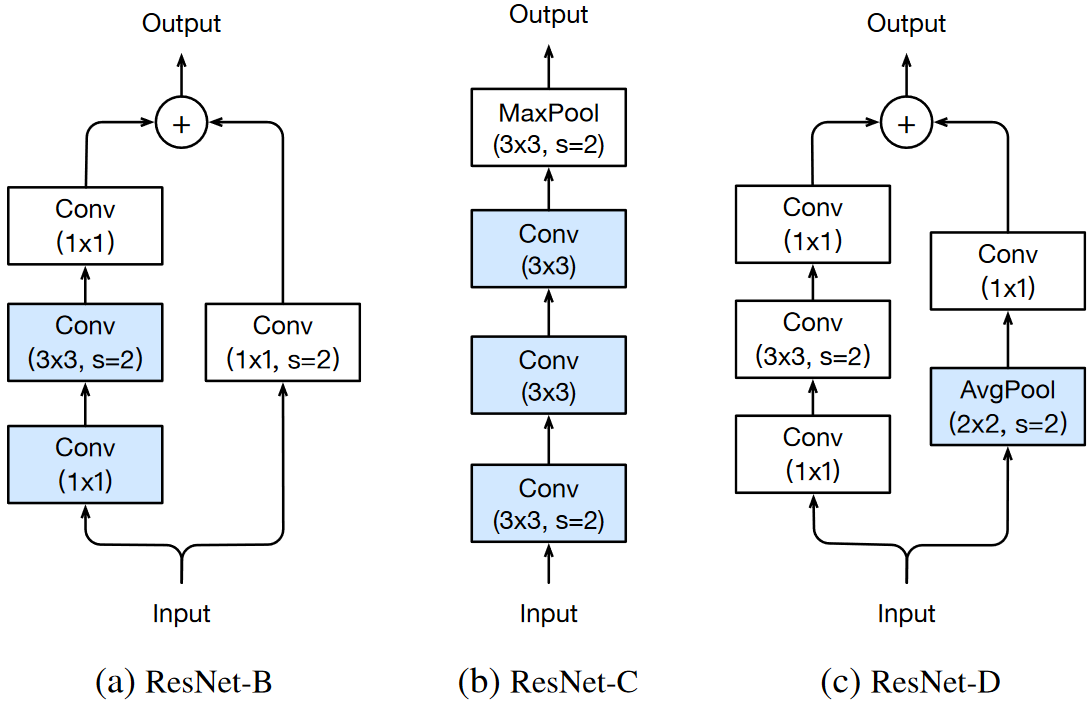 Output
+
Conv
(1x1)
Conv
(3x3, s=2)
Conv
(1x1)
Conv
(1x1, s=2)
Input
(a) ResNet-B
Output
MaxPool
(3x3, s=2)
Conv
(3x3)
Conv
(3x3)
Conv
(3x3, s=2)
Input
(b) ResNet-C
Output
+
Conv
(1x1)
Conv
(3x3, s=2)
Conv
(1x1)
Conv
(1x1)
AvgPool
(2x2, s=2)
Input
(c) ResNet-D